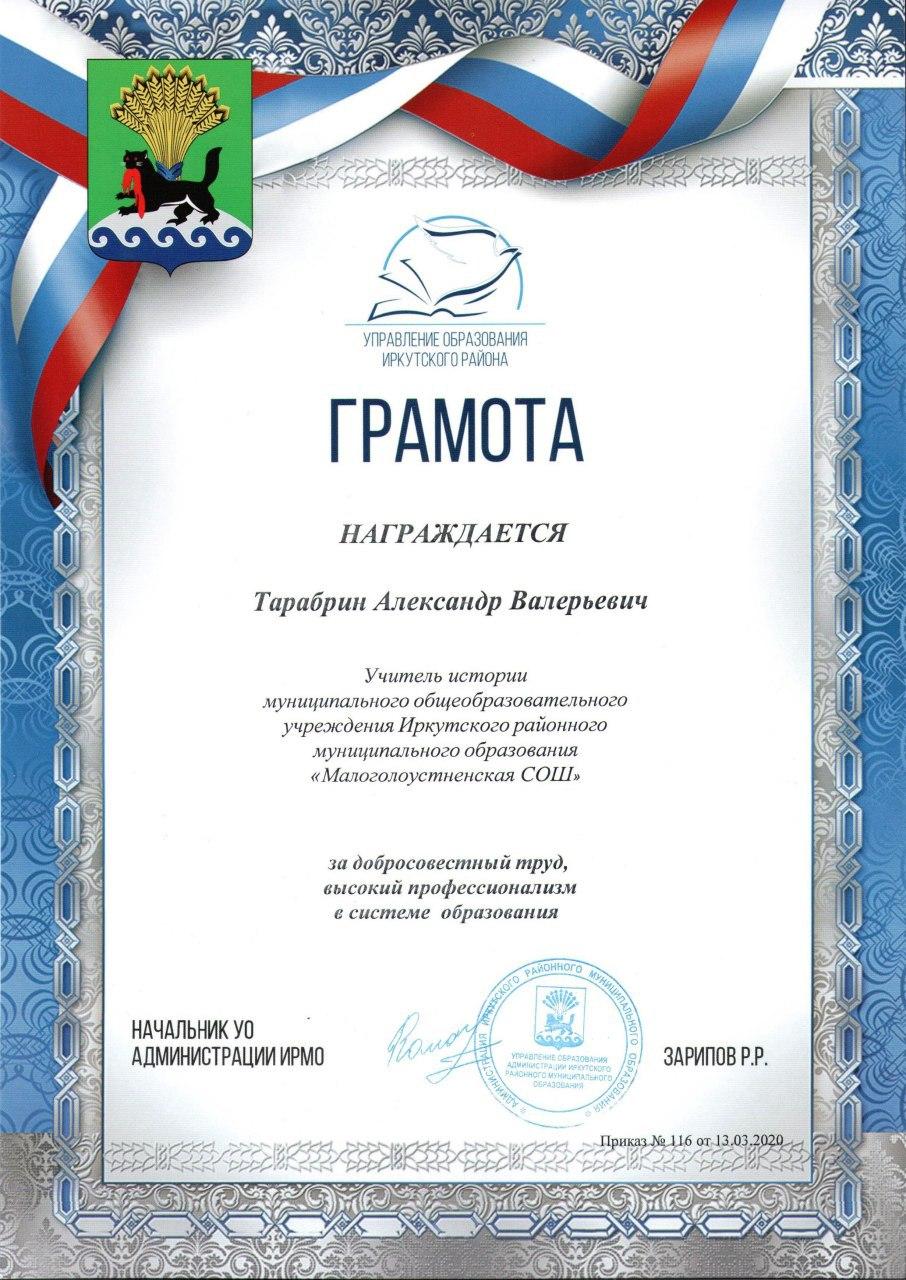 УПРАВЛЕНИЕ ОБРАЗОВАНИЯ
ИРКУТСКОГО РАЙОНА
ГРАМОТА
НАГРАЖДАЕТСЯ
Тарабрин Александр Валерьевич
Учитель истории
муниципального общеобразовательного
учреждения Иркутского районного
муниципального образования
«Малоголоустненская СОШ»
за добросовестный труд,
высокий профессионализм
в системе образования
НАЧАЛЬНИК УО
АДМИНИСТРАЦИИ ИРМО
АДМИНИСТРАЦИЯ ИРКУТСКОГО РАЙОННОГО МУНИЦИПАЛЬНОГО ОБРАЗОВАНИЯ
УПРАВЛЕНИЕ ОБРАЗОВАНИЯ
АДМИНИСТРАЦИИ ИРКУТСКОГО
РАЙОННОГО МУНИЦИПАЛЬНОГО
ОБРАЗОВАНИЯ
ЗАРИПОВ Р.Р.
Приказ № 116 от 13.03.2020